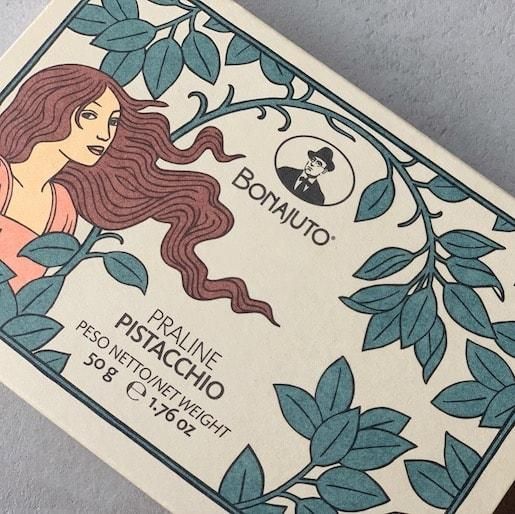 BONAJUTO®
PRALINE
PISTACCHIO
PESO NETTO/NET WEIGHT
50 g ℮ 1.76 oz